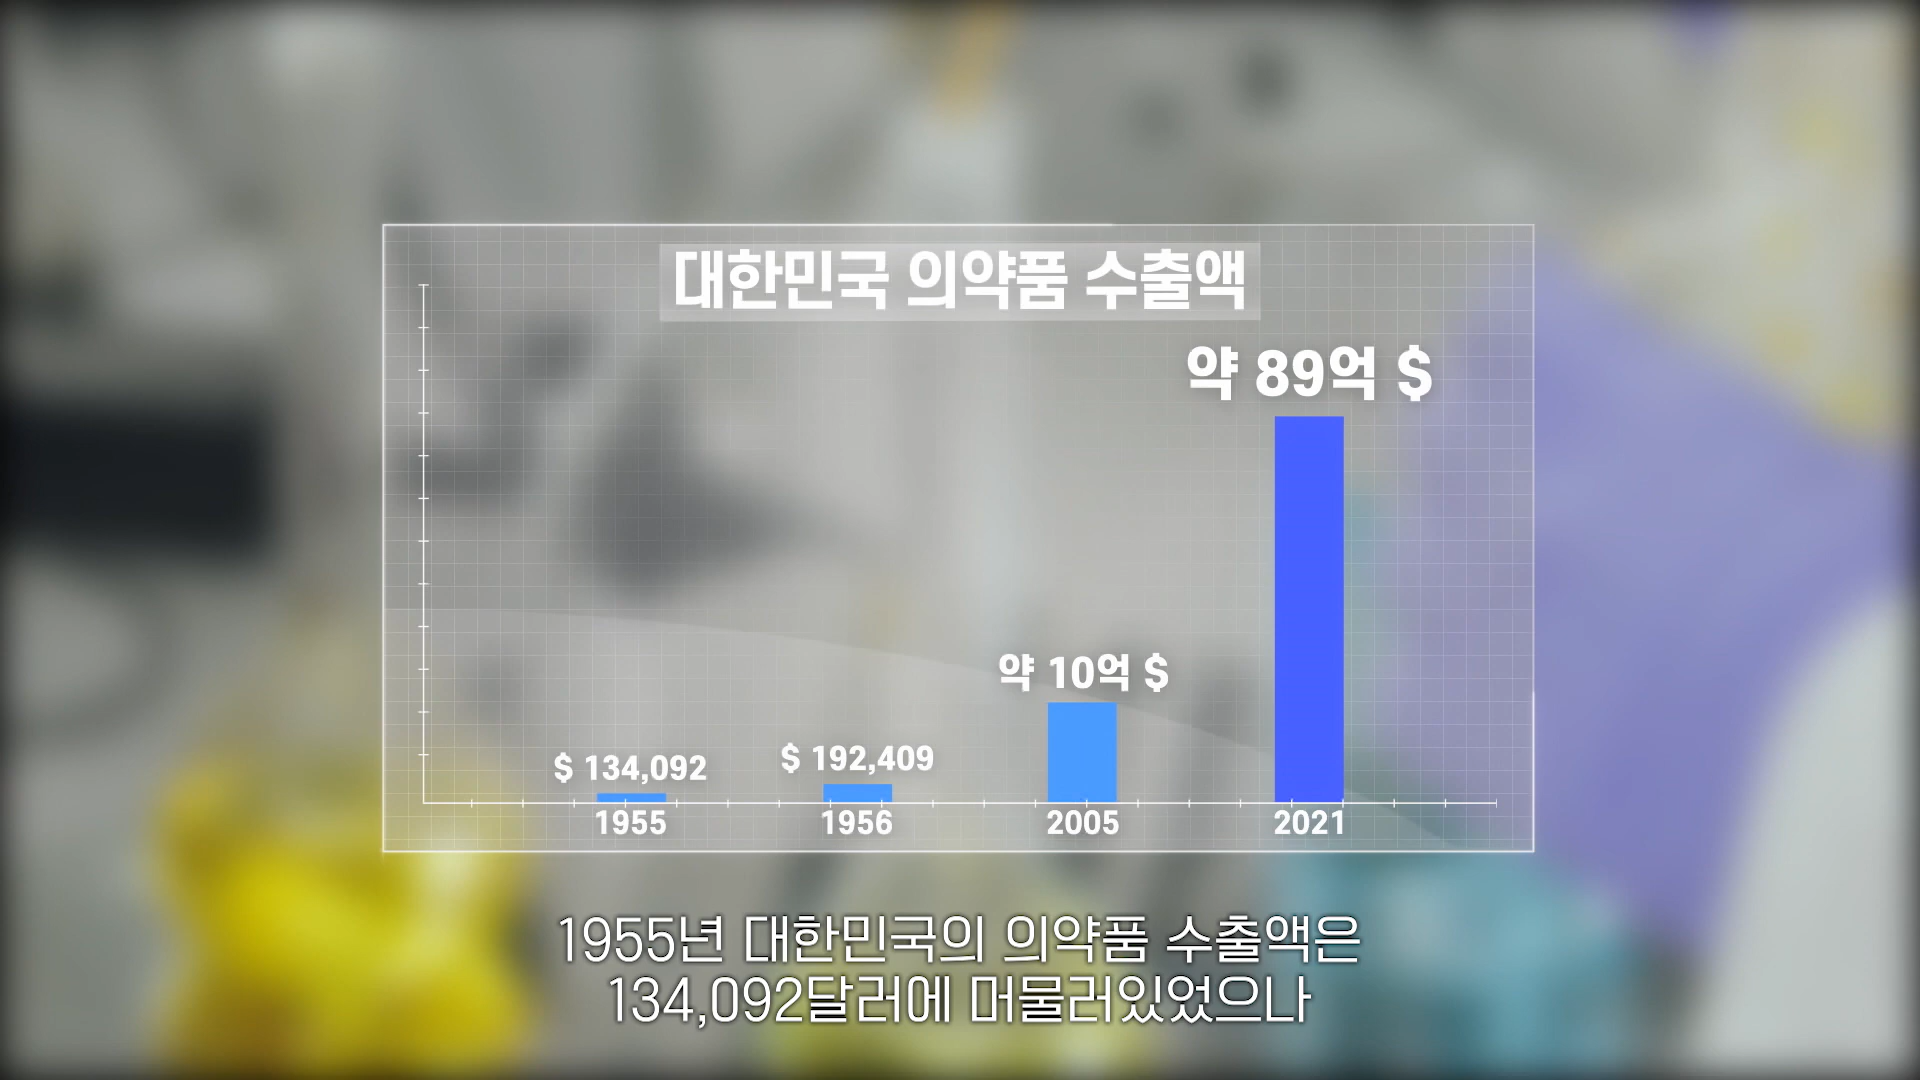 대한민국 의약품 수출액
약 89억 $
약 10억 $
$ 134,092
$ 192,409
1955
1956
2005
2021
1955년 대한민국의 의약품 수출액은
134,092달러에 머물러있었으나